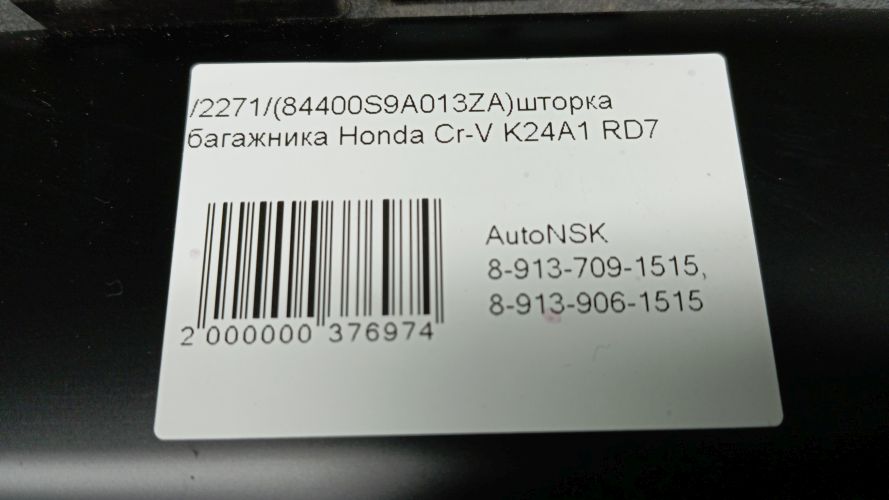 /2271/(84400S9A013ZA)шторка
багажника Honda Cr-V K24A1 RD7
AutoNSK
8-913-709-1515,
8-913-906-1515
2 000000 376974